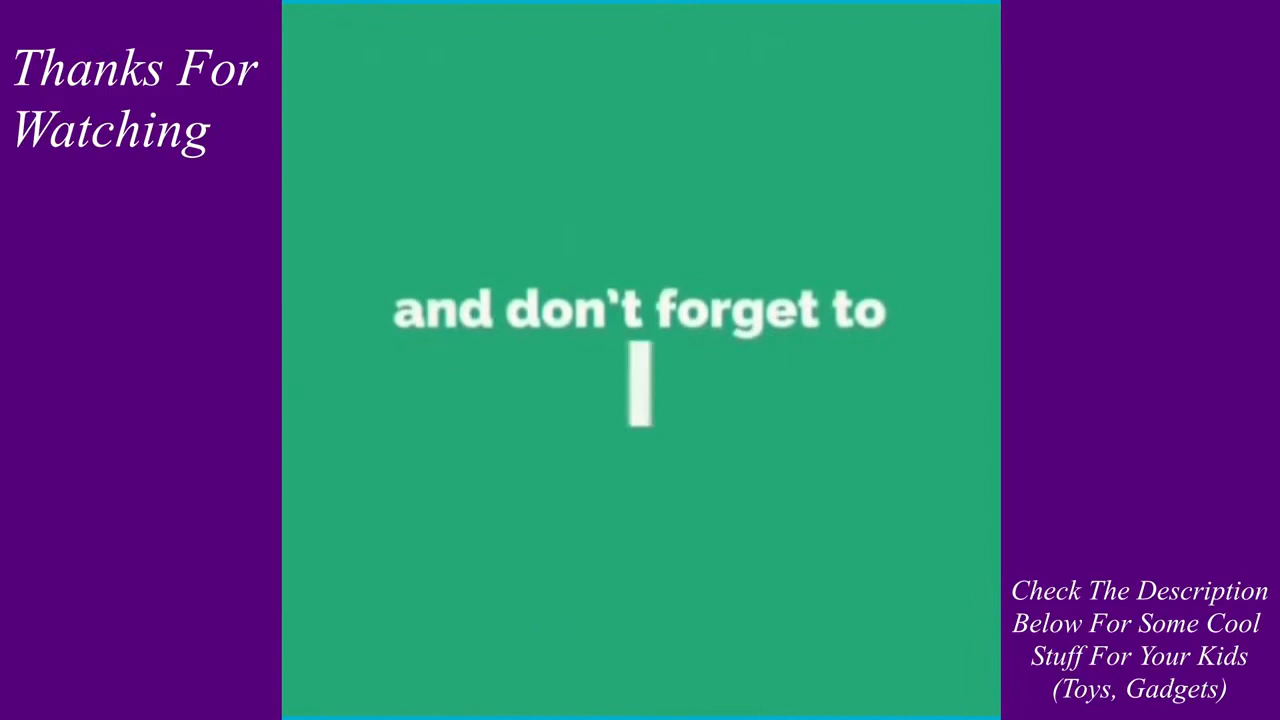 Thanks For
Watching
and don't forget to
Check The Description
Below For Some Cool
Stuff For Your Kids
(Toys, Gadgets)